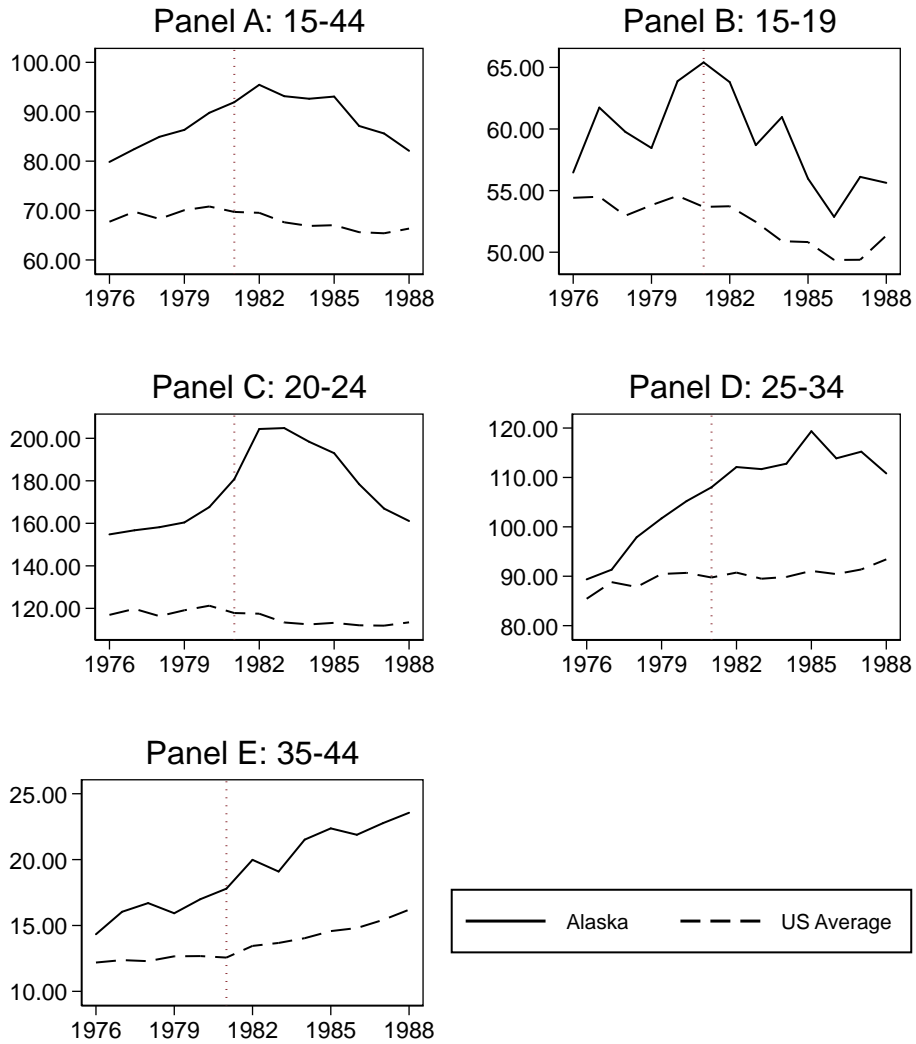 Panel A: 15-44
100.00
90.00
80.00
70.00
60.00
1976 1979 1982 1985 1988
Panel B: 15-19
65.00
60.00
55.00
50.00
1976 1979 1982 1985 1988
Panel C: 20-24
200.00
180.00
160.00
140.00
120.00
1976 1979 1982 1985 1988
Panel D: 25-34
120.00
110.00
100.00
90.00
80.00
1976 1979 1982 1985 1988
Panel E: 35-44
25.00
20.00
15.00
10.00
1976 1979 1982 1985 1988
Alaska US Average